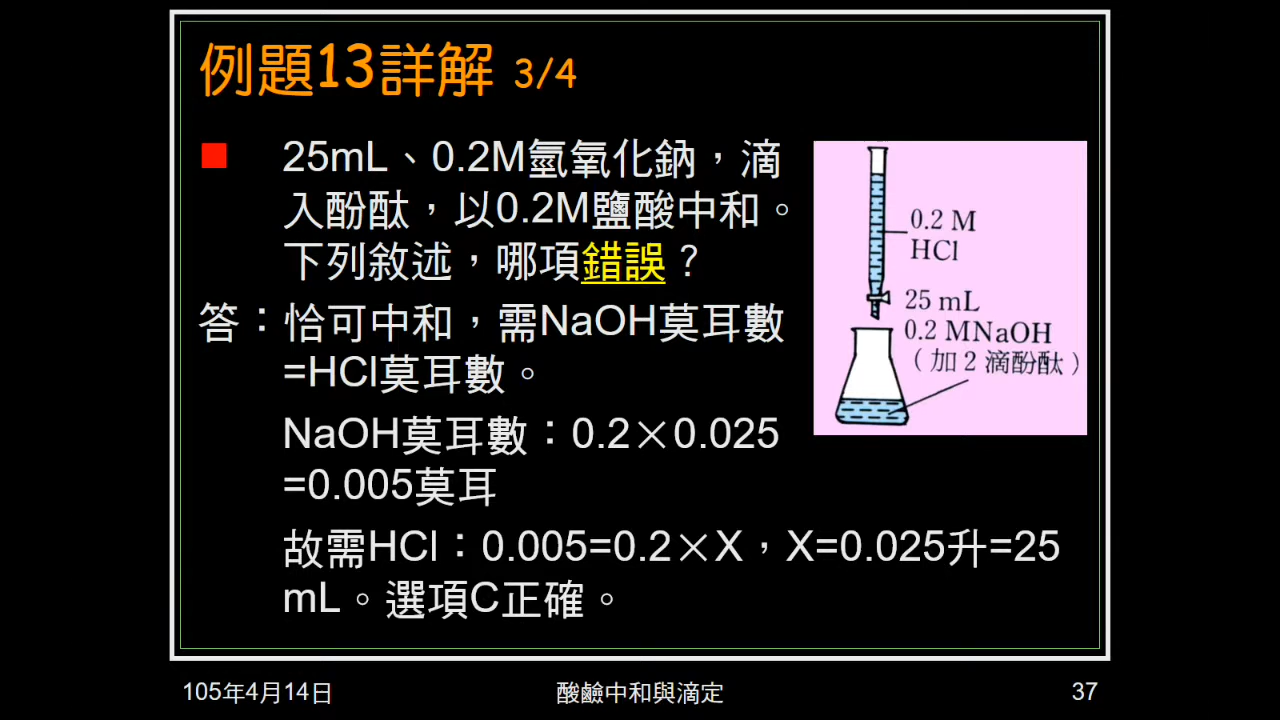 例題13詳解 3/4
25mL、0.2M氫氧化鈉，滴
入酚酞，以0.2M鹽酸中和。
下列敘述，哪項錯誤？
答：恰可中和，需NaOH莫耳數
=HCl莫耳數。
NaOH莫耳數：0.2×0.025
=0.005莫耳
故需HCl：0.005=0.2×X，X=0.025升=25
mL。選項C正確。
0.2 M
HCl
25 mL
0.2 MNaOH
（加 2 滴酚酞）
105年4月14日
酸鹼中和與滴定
37